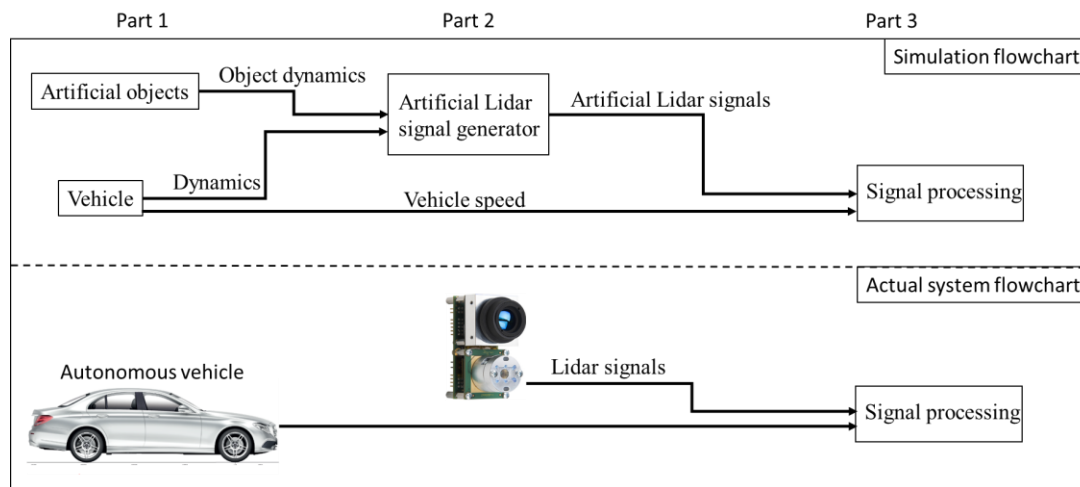 Part 1
Part 2
Part 3
Simulation flowchart
Object dynamics
Artificial objects
Artificial Lidar
signal generator
Artificial Lidar signals
Dynamics
Vehicle
Vehicle speed
Signal processing
Actual system flowchart
Autonomous vehicle
Lidar signals
Signal processing